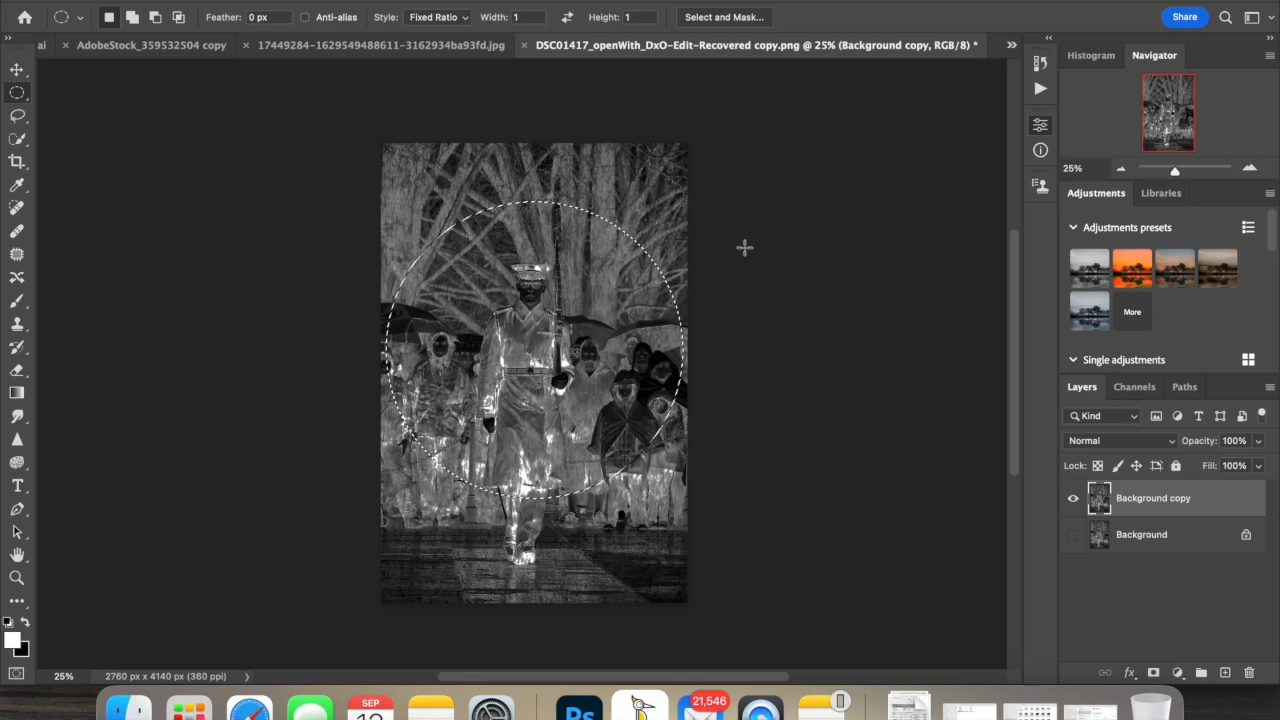 Feather: 0 px Anti-alias Style: Fixed Ratio Width: 1 Height: 1 Select and Mask... Share
ai × AdobeStock_359532504 copy × 17449284-1629549488611-3162934ba93fd.jpg × DSC01417_openWith_DxO-Edit-Recovered copy.png @ 25% (Background copy, RGB/8) *
Histogram Navigator
25%
Adjustments Libraries
Adjustments presets
More
Single adjustments
Layers Channels Paths
Kind
Normal Opacity: 100%
Lock: Fill: 100%
Background copy
Background
25% 2760 px x 4140 px (360 ppi)
SEP
21,546
Ps